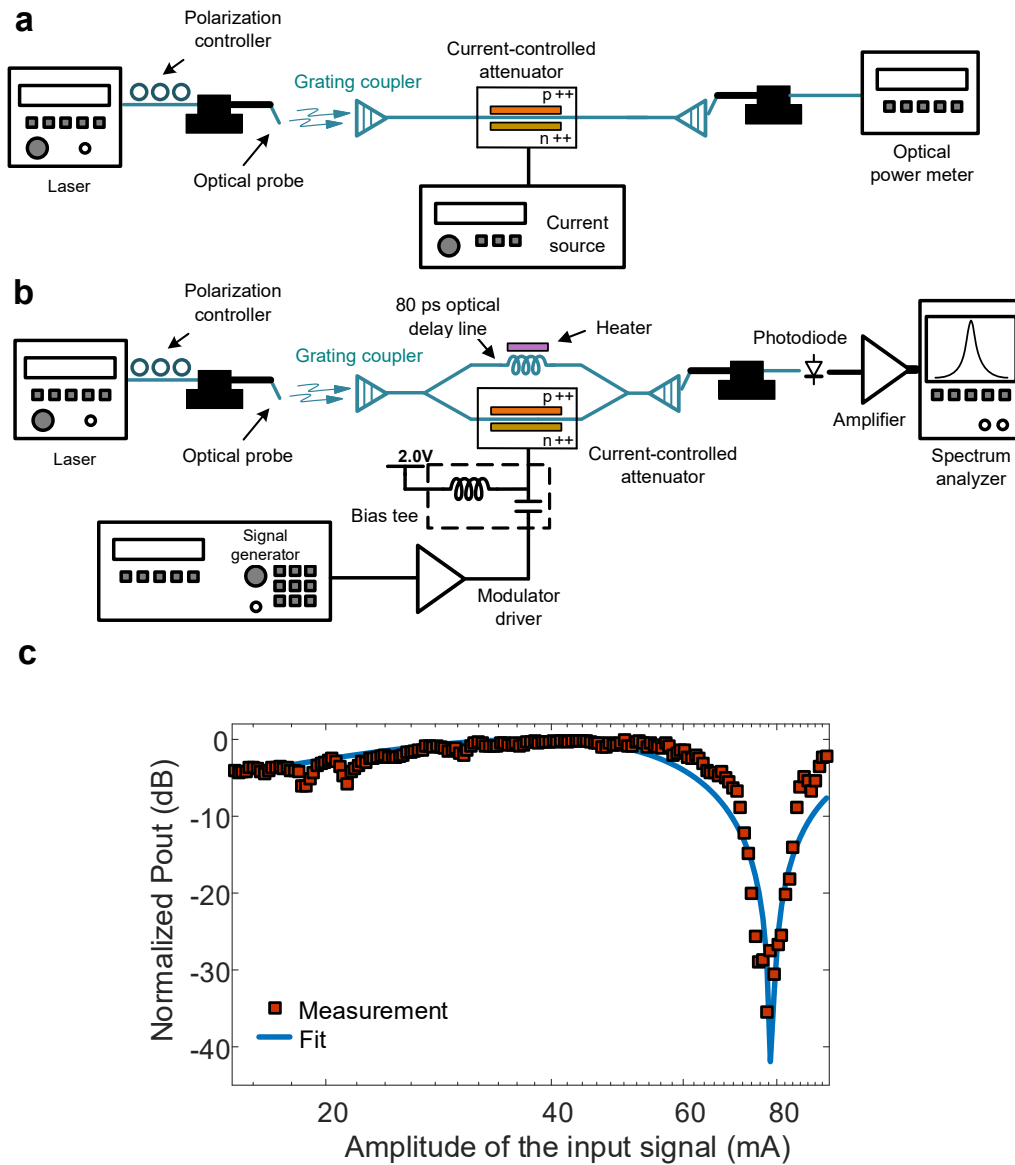 a
Polarization
controller
Grating coupler
Current-controlled
attenuator
p ++
n ++
Laser
Optical probe
Current
source
Optical
power meter
b
Polarization
controller
80 ps optical
delay line
Heater
Grating coupler
Photodiode
p ++
n ++
Amplifier
Laser
Optical probe
2.0V
Current-controlled
attenuator
Spectrum
analyzer
Bias tee
Signal
generator
Modulator
driver
c
Normalized Pout (dB)
0
-10
-20
-30
-40
Measurement
Fit
20
40
60
80
Amplitude of the input signal (mA)